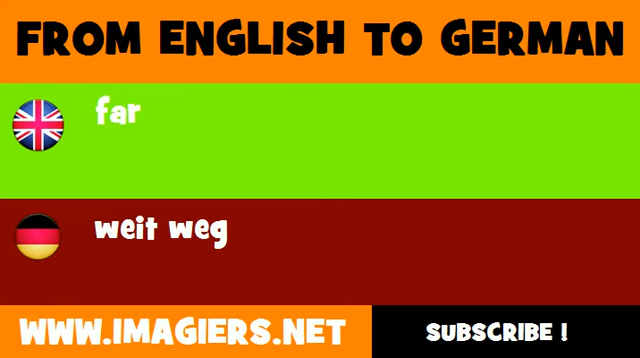 FROM ENGLISH TO GERMAN
far
weit weg
WWW.IMAGIERS.NET
SUBSCRIBE !